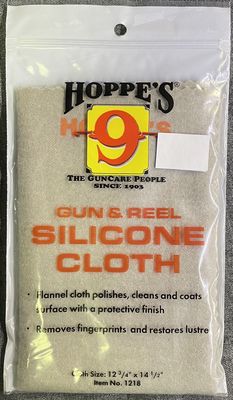 HOPPE'S®
9
THE GUNCARE PEOPLE
SINCE 1903
GUN & REEL
SILICONE
CLOTH
• Flannel cloth polishes, cleans and coats
surface with a protective finish
• Removes fingerprints and restores lustre
Cloth Size: 12 3/4" x 14 1/2"
Item No. 1218